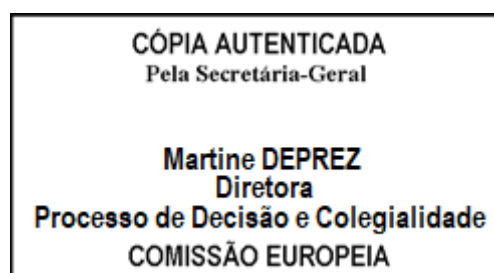 CÓPIA AUTENTICADA
Pela Secretária-Geral
Martine DEPREZ
Diretora
Processo de Decisão e Colegialidade
COMISSÃO EUROPEIA